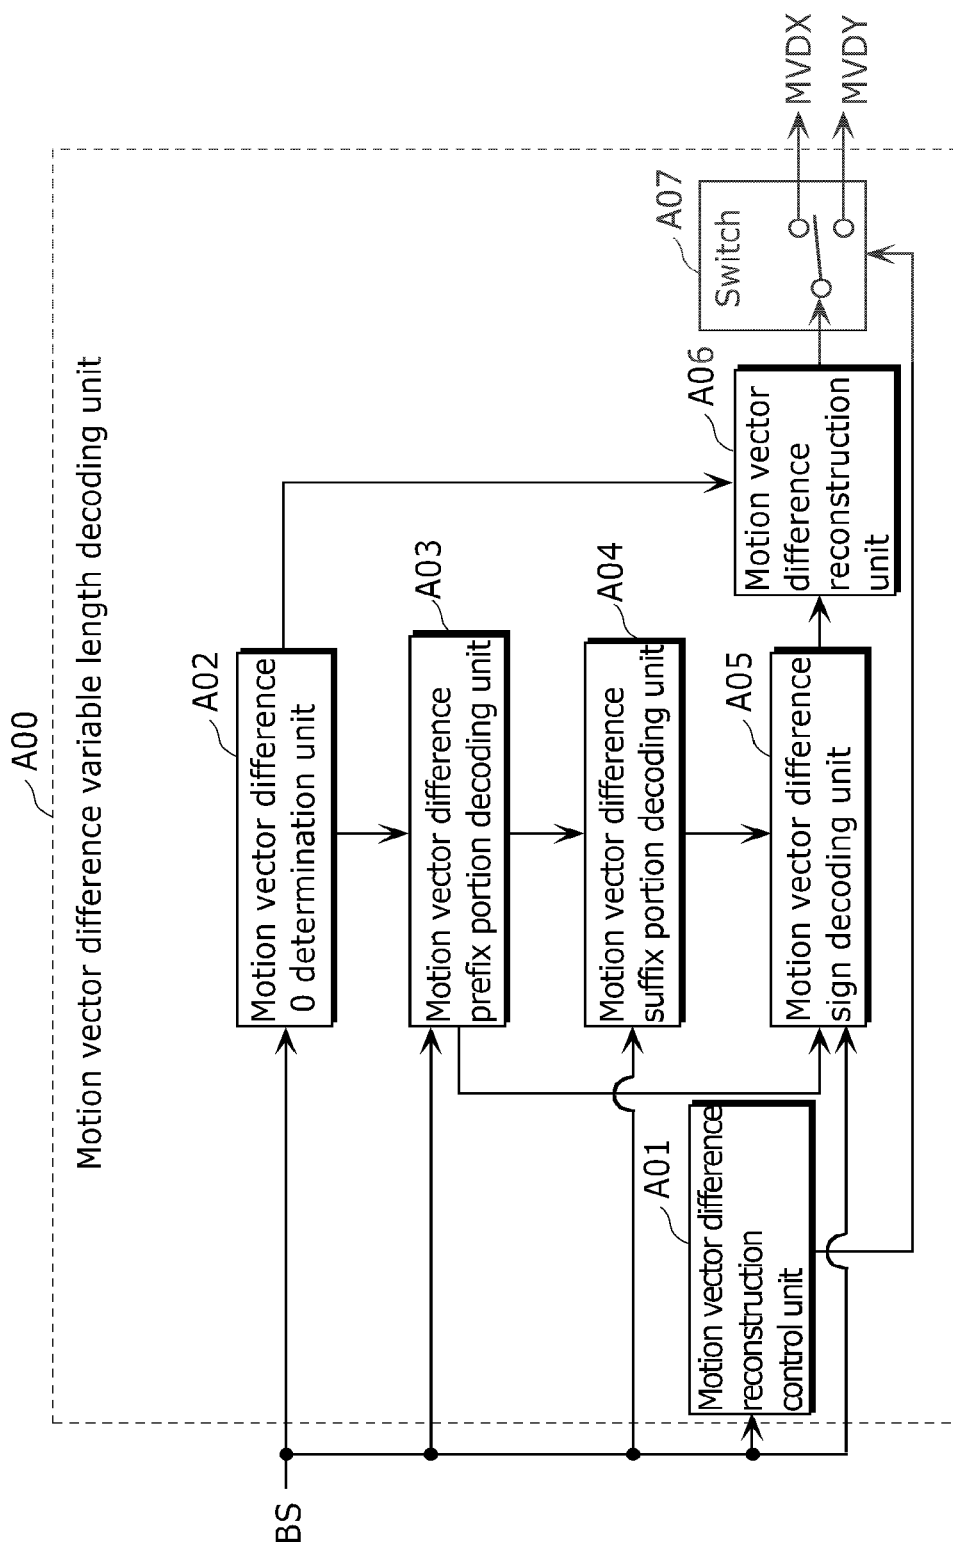 A00
Motion vector difference variable length decoding unit
BS
A02
Motion vector difference
0 determination unit
A03
Motion vector difference
prefix portion decoding unit
A04
Motion vector difference
suffix portion decoding unit
A01
Motion vector difference
reconstruction
control unit
A05
Motion vector difference
sign decoding unit
A06
Motion vector
difference
reconstruction
unit
A07
Switch
MVDX
MVDY